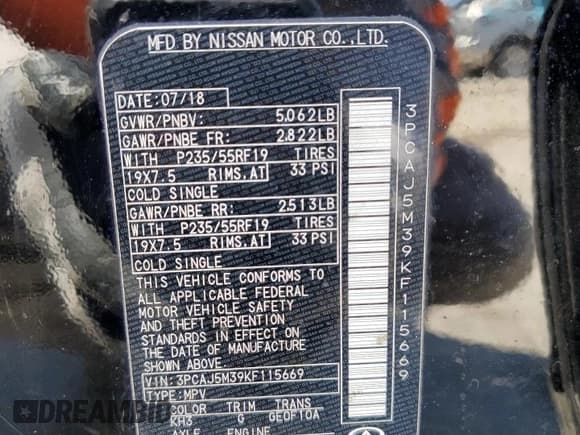 MFD BY NISSAN MOTOR CO.,LTD.
DATE:07/18
GVWR/PNBV: 5,062LB
GAWR/PNBE FR: 2,822LB
WITH P235/55RF19 TIRES
19X7.5 RIMS.AT 33 PSI
COLD SINGLE
GAWR/PNBE RR: 2,513LB
WITH P235/55RF19 TIRES
19X7.5 RIMS.AT 33 PSI
COLD SINGLE
THIS VEHICLE CONFORMS TO
ALL APPLICABLE FEDERAL
MOTOR VEHICLE SAFETY
AND THEFT PREVENTION
STANDARDS IN EFFECT ON
THE DATE OF MANUFACTURE
SHOWN ABOVE.
VIN: 3PCAJ5M39KF115669
TYPE: MPV
COLOR TRIM TRANS
KH3 G GE0F10A
AXLE ENGINE
3PCAJ5M39KF115669
DREAMBID